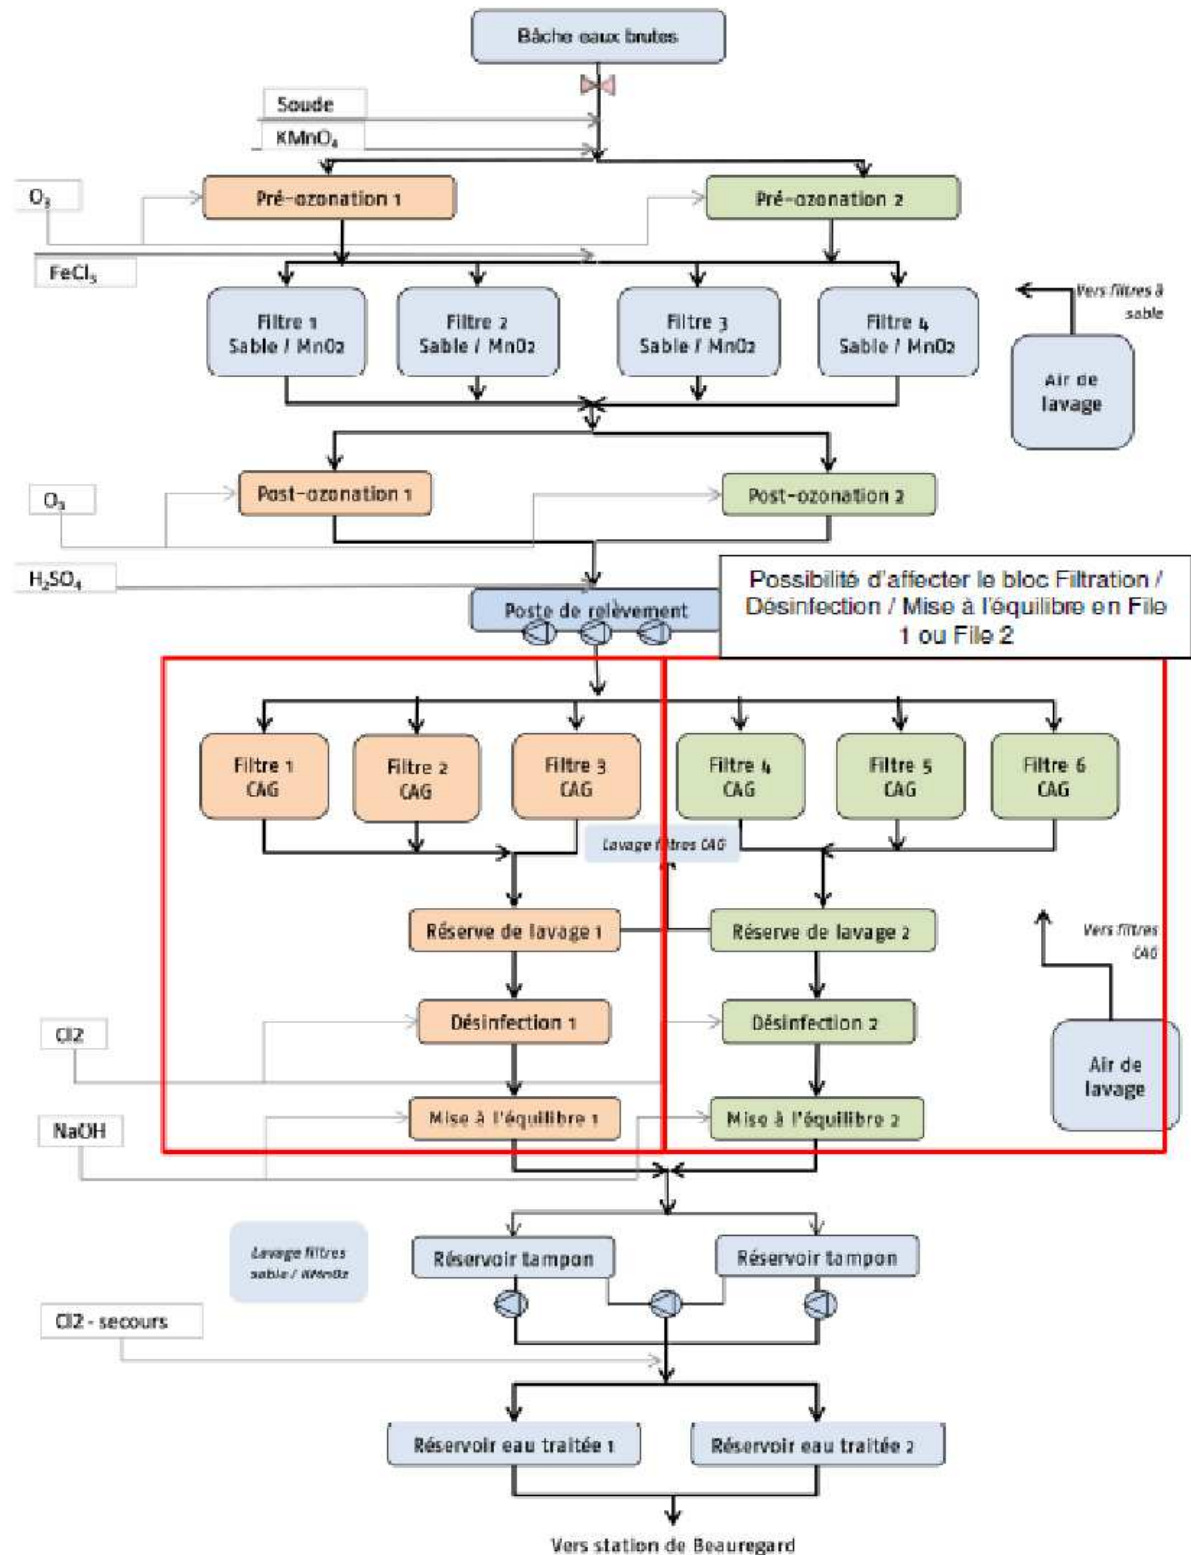 Bâche eaux brutes
Soude
KMnO₄
O₃
Pré-ozonation 1
Pré-ozonation 2
FeCl₃
Filtre 1
Sable / MnO2
Filtre 2
Sable / MnO2
Filtre 3
Sable / MnO2
Filtre 4
Sable / MnO2
Vers filtres à
sable
Air de
lavage
O₃
Post-ozonation 1
Post-ozonation 2
H₂SO₄
Poste de relèvement
Possibilité d'affecter le bloc Filtration /
Désinfection / Mise à l'équilibre en File
1 ou File 2
Filtre 1
CAG
Filtre 2
CAG
Filtre 3
CAG
Filtre 4
CAG
Filtre 5
CAG
Filtre 6
CAG
Lavage filtres CAG
Réserve de lavage 1
Réserve de lavage 2
Vers filtres
CAG
Cl2
Désinfection 1
Désinfection 2
Air de
lavage
NaOH
Mise à l'équilibre 1
Mise à l'équilibre 2
Lavage filtres
sable / KMnO2
Réservoir tampon
Réservoir tampon
Cl2 - secours
Réservoir eau traitée 1
Réservoir eau traitée 2
Vers station de Beauregard